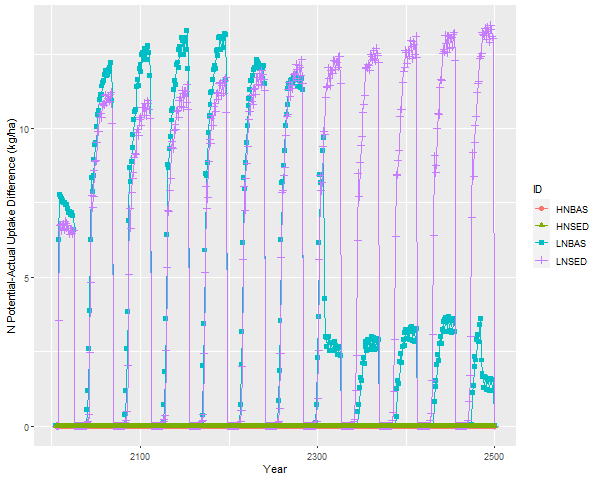 N Potential-Actual Uptake Difference (kg/ha)
10
5
0
2100
2300
2500
Year
ID
HNBAS
HNSED
LNBAS
LNSED